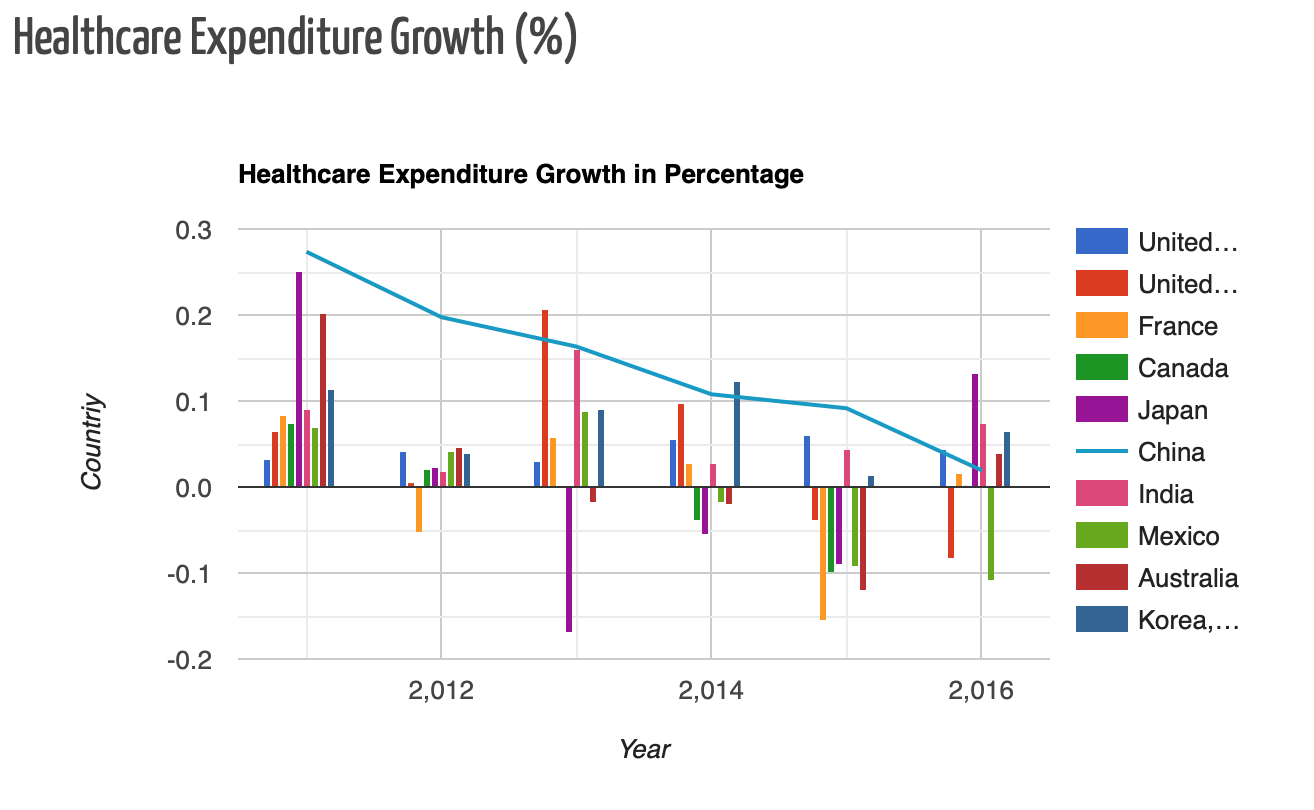 Healthcare Expenditure Growth (%)
Healthcare Expenditure Growth in Percentage
0.3
0.2
0.1
0.0
-0.1
-0.2
Countriy
2,012
2,014
2,016
Year
United...
United...
France
Canada
Japan
China
India
Mexico
Australia
Korea,...